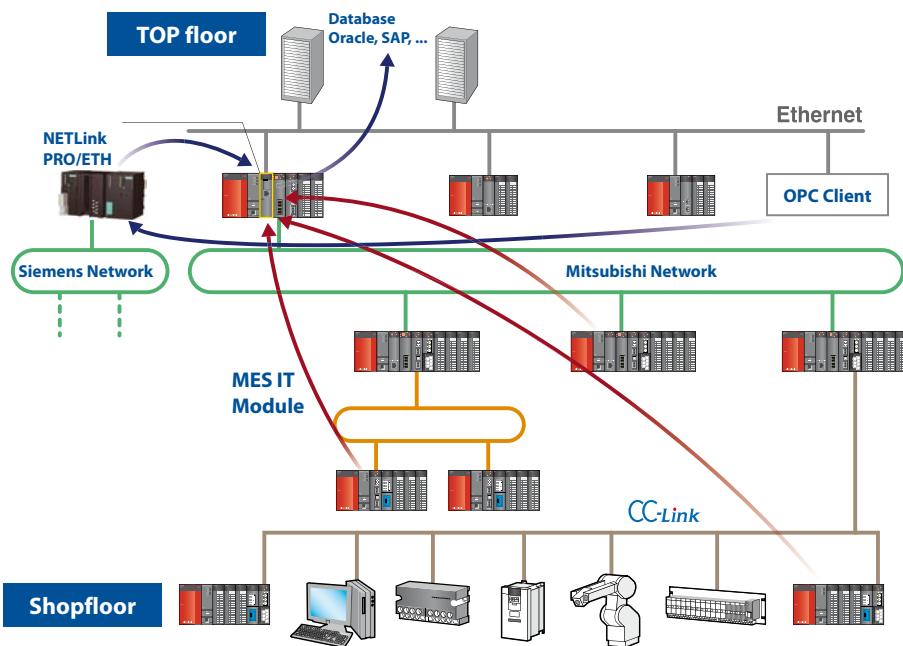 TOP floor
Database
Oracle, SAP, ...
Ethernet
NETLink
PRO/ETH
OPC Client
Siemens Network
Mitsubishi Network
MES IT
Module
CC-Link
Shopfloor